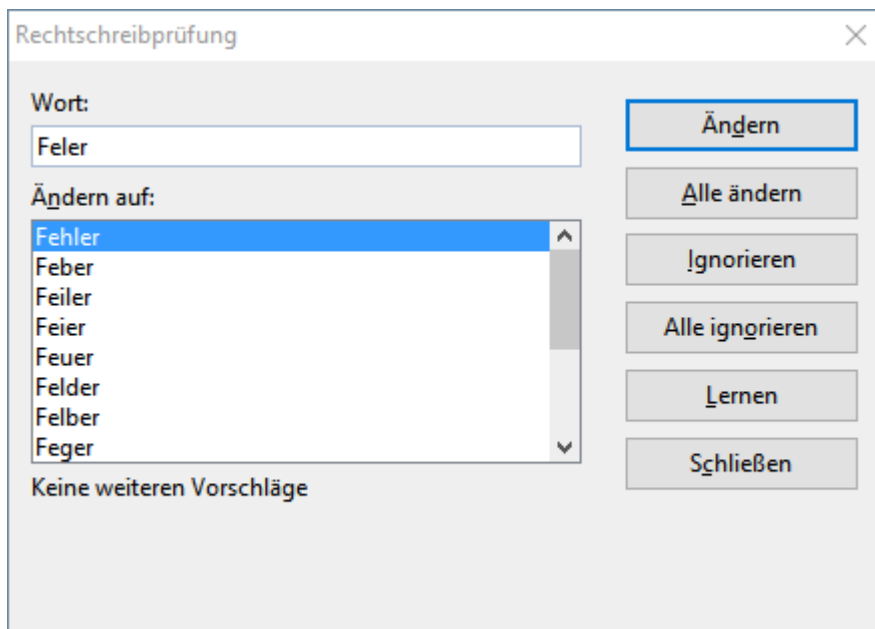 Rechtschreibprüfung
Wort:
Feler
Ändern auf:
Fehler
Feber
Feiler
Feier
Feuer
Felder
Felber
Feger
Keine weiteren Vorschläge
Ändern
Alle ändern
Ignorieren
Alle ignorieren
Lernen
Schließen